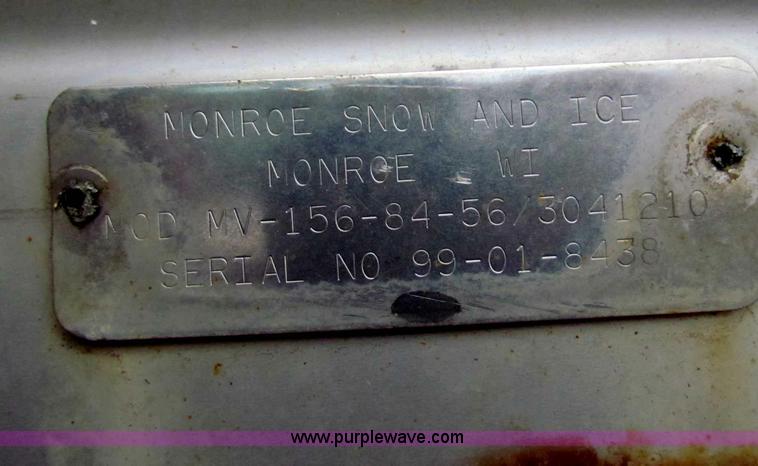 MONROE SNOW AND ICE
MONROE WI
MOD MV-156-84-56/3041210
SERIAL NO 99-01-8438
www.purplewave.com